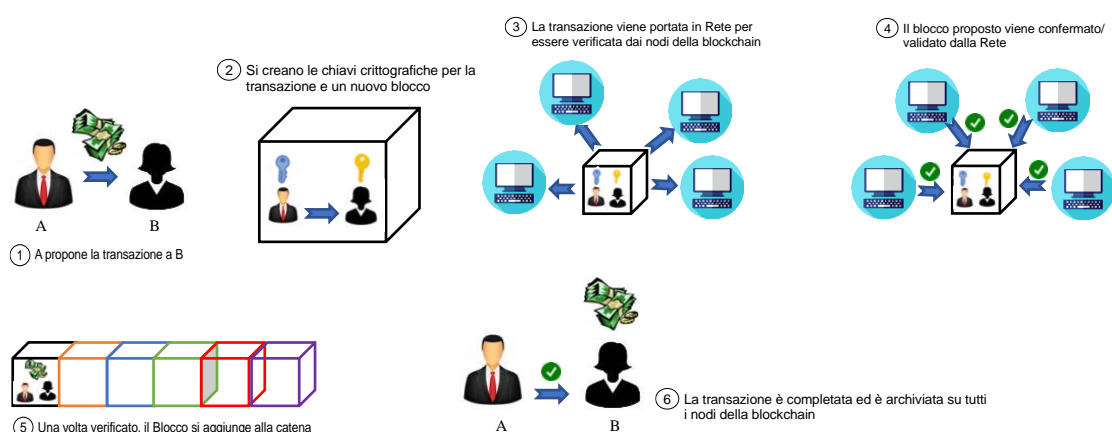 3 La transazione viene portata in Rete per
essere verificata dai nodi della blockchain
4 Il blocco proposto viene confermato/
validato dalla Rete
2 Si creano le chiavi crittografiche per la
transazione e un nuovo blocco
A B
1 A propone la transazione a B
5 Una volta verificato, il Blocco si aggiunge alla catena
A B
6 La transazione è completata ed è archiviata su tutti
i nodi della blockchain